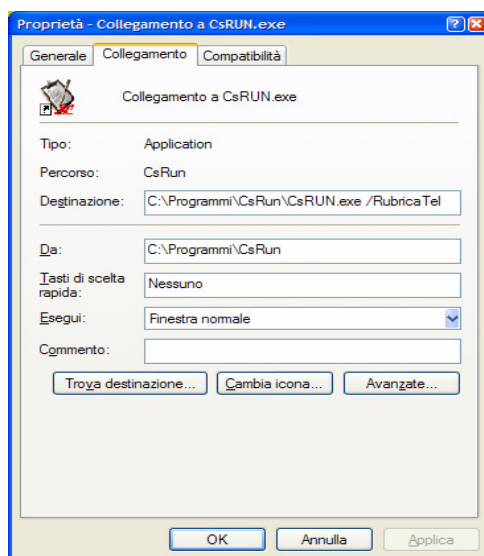 Proprietà - Collegamento a CsRUN.exe
Generale Collegamento Compatibilità
Collegamento a CsRUN.exe
Tipo: Application
Percorso: CsRun
Destinazione: C:\Programmi\CsRun\CsRUN.exe /RubricaTel
Da: C:\Programmi\CsRun
Tasti di scelta rapida: Nessuno
Esegui: Finestra normale
Commento:
Trova destinazione... Cambia icona... Avanzate...
OK Annulla Applica